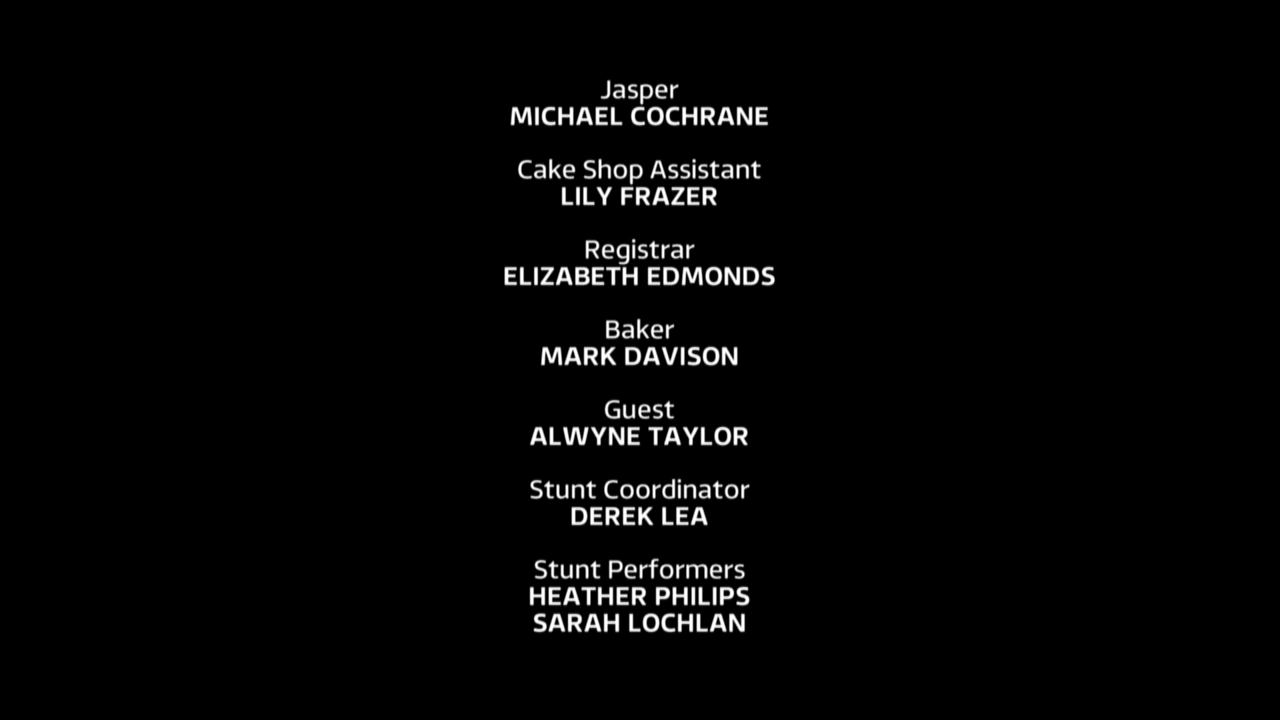 Jasper
MICHAEL COCHRANE
Cake Shop Assistant
LILY FRAZER
Registrar
ELIZABETH EDMONDS
Baker
MARK DAVISON
Guest
ALWYNE TAYLOR
Stunt Coordinator
DEREK LEA
Stunt Performers
HEATHER PHILIPS
SARAH LOCHLAN